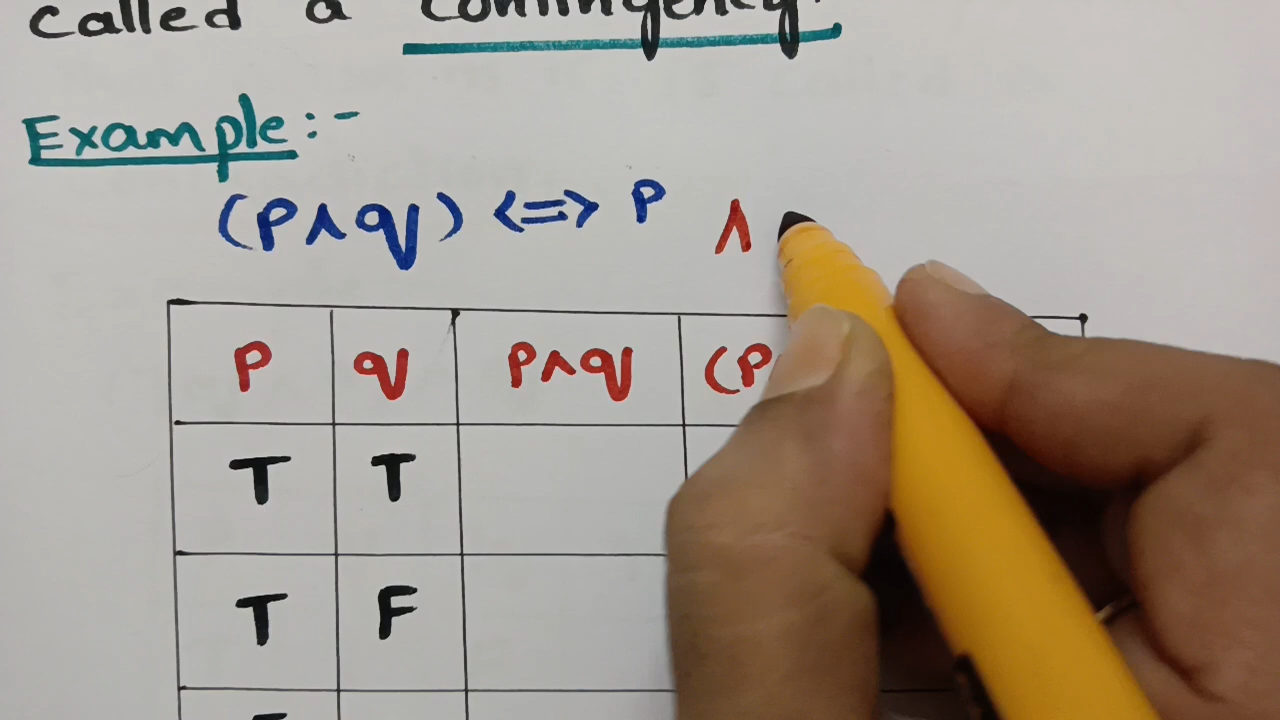 called a contingency.
Example:-
(P∧q) <=> P ∧
P q P∧q (P
T T
T F